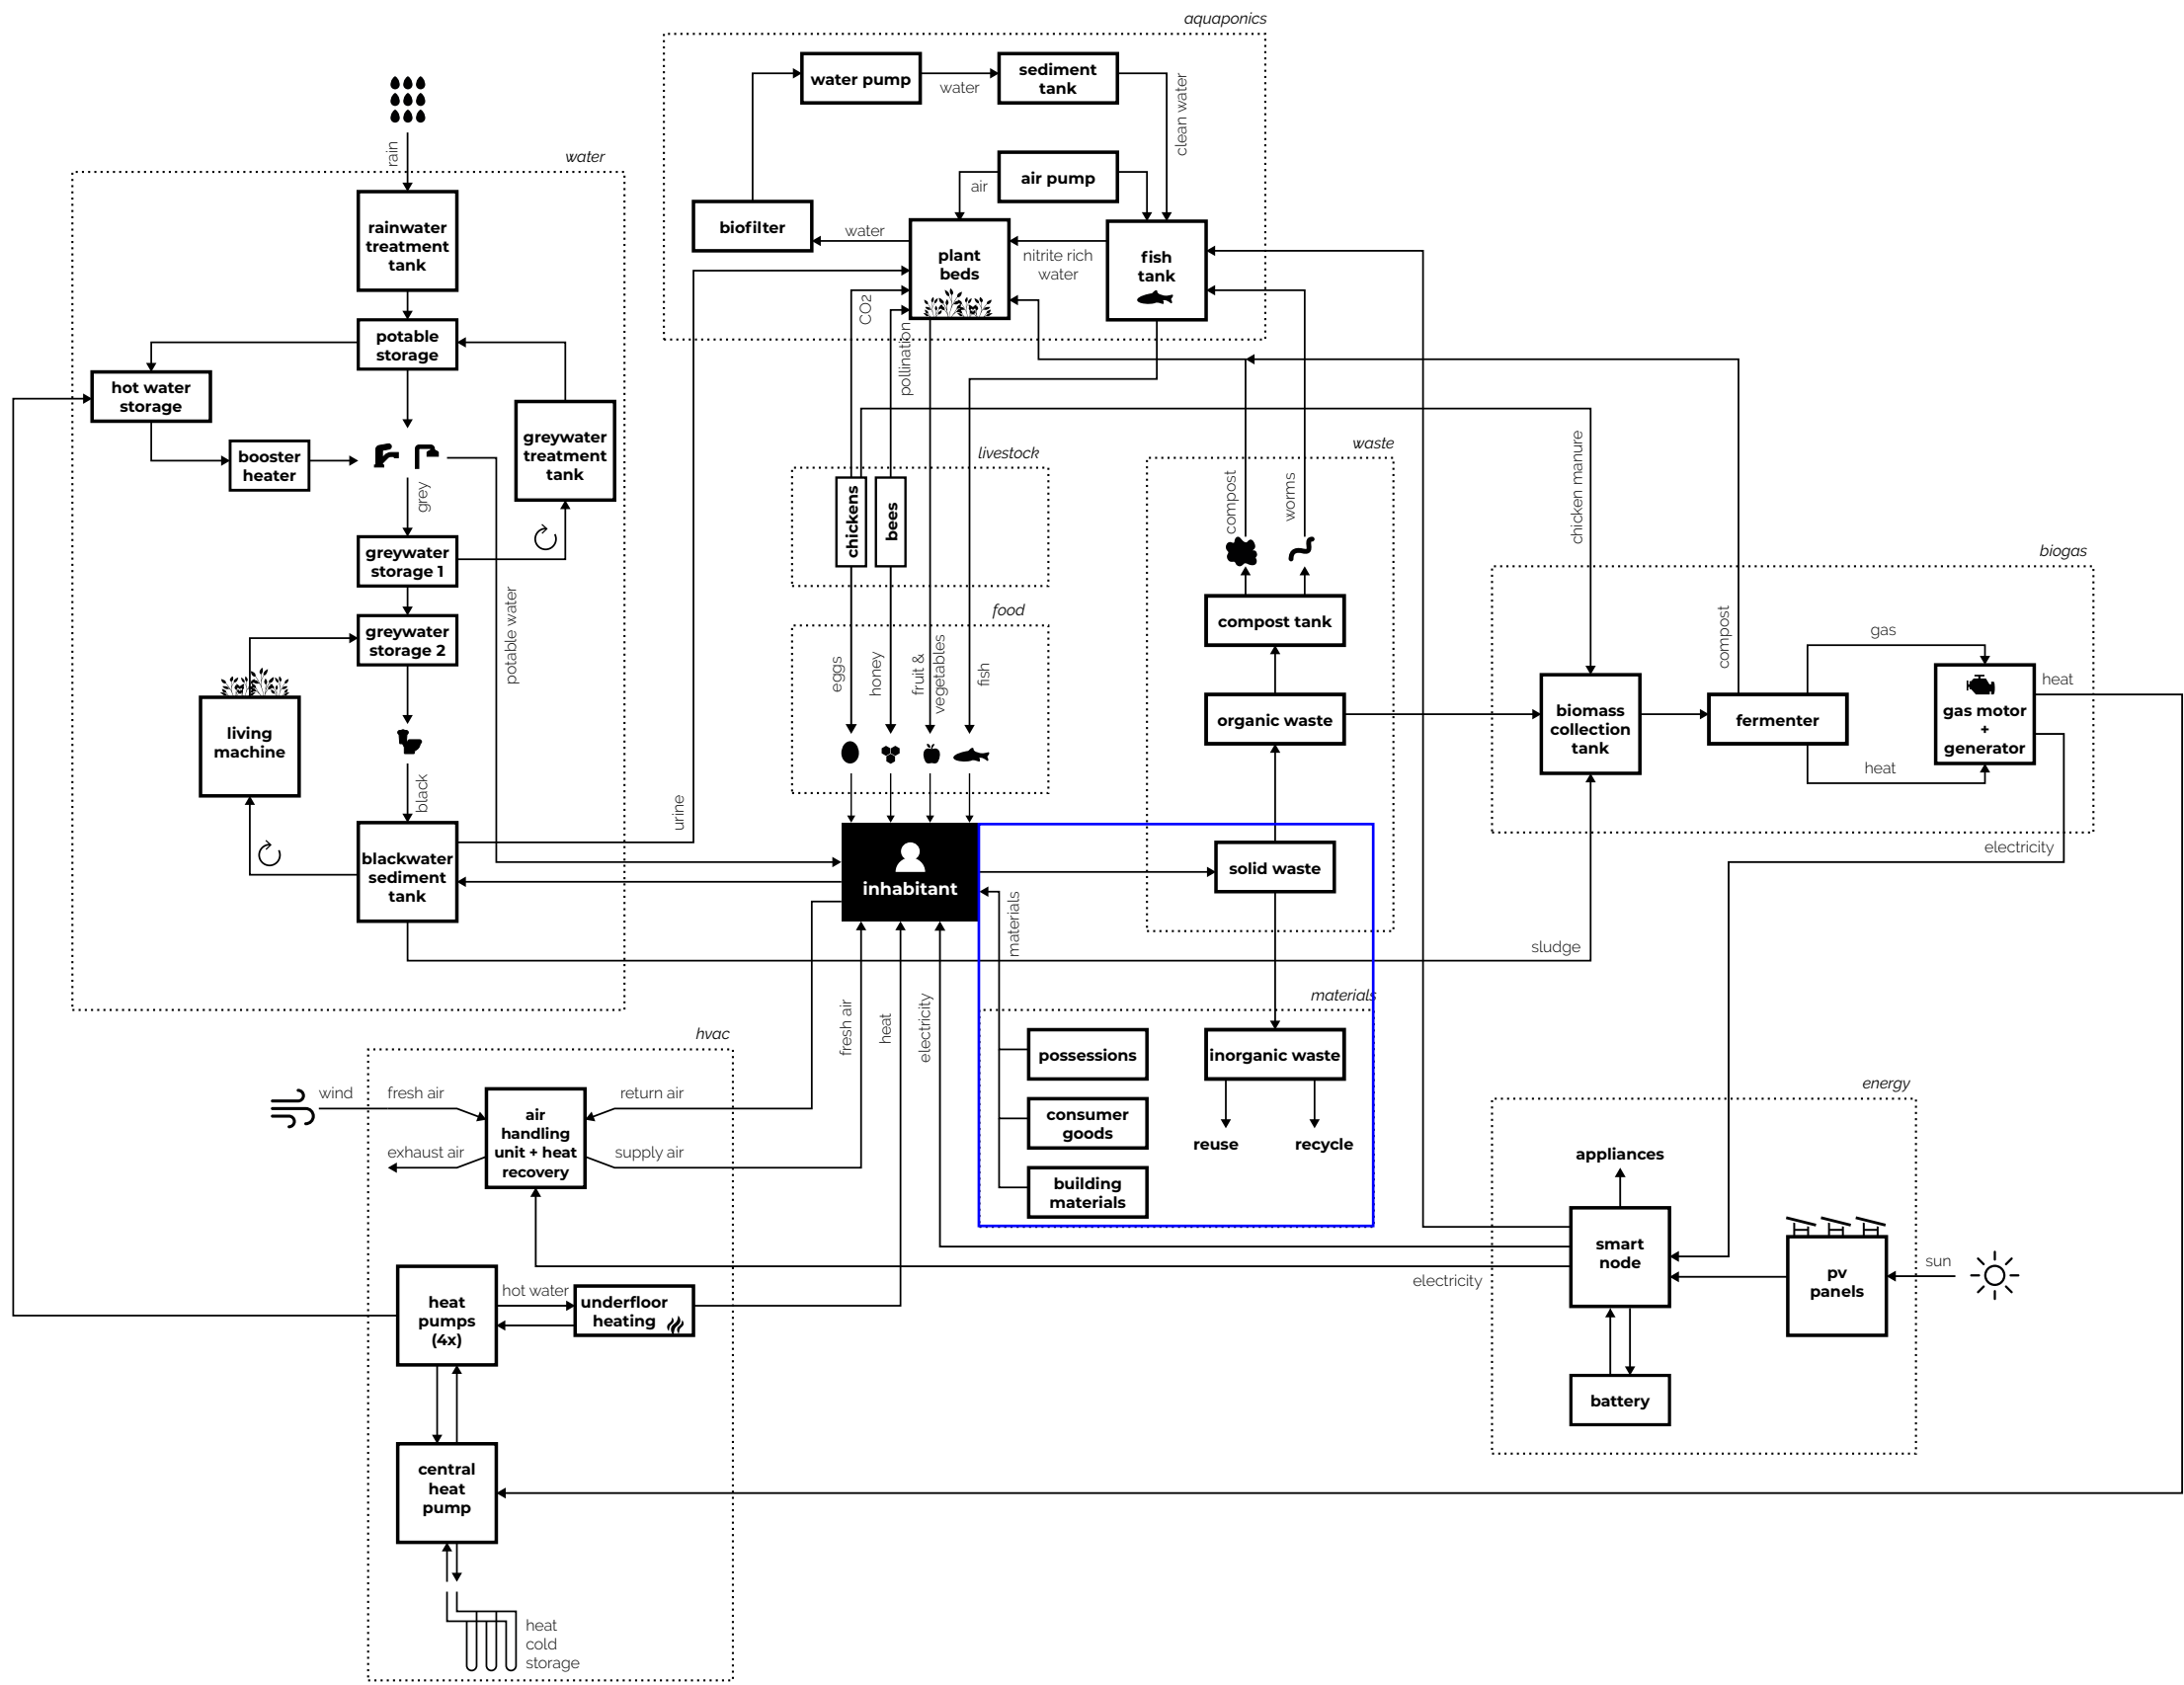 aquaponics
water pump
water
sediment
tank
clean water
air pump
air
biofilter
water
plant
beds
nitrite rich
water
fish
tank
CO2
pollination
rain
water
rainwater
treatment
tank
potable
storage
hot water
storage
booster
heater
greywater
treatment
tank
grey
greywater
storage 1
greywater
storage 2
potable water
living
machine
black
blackwater
sediment
tank
urine
livestock
chickens
bees
food
eggs
honey
fruit &
vegetables
fish
inhabitant
waste
compost
worms
compost tank
organic waste
solid waste
chicken manure
biogas
compost
biomass
collection
tank
fermenter
gas
heat
gas motor
+
generator
heat
electricity
sludge
materials
materials
possessions
consumer
goods
building
materials
inorganic waste
reuse
recycle
fresh air
heat
electricity
hvac
wind
fresh air
exhaust air
air
handling
unit + heat
recovery
return air
supply air
heat
pumps
(4x)
hot water
underfloor
heating
central
heat
pump
heat
cold
storage
energy
appliances
smart
node
electricity
battery
pv
panels
sun